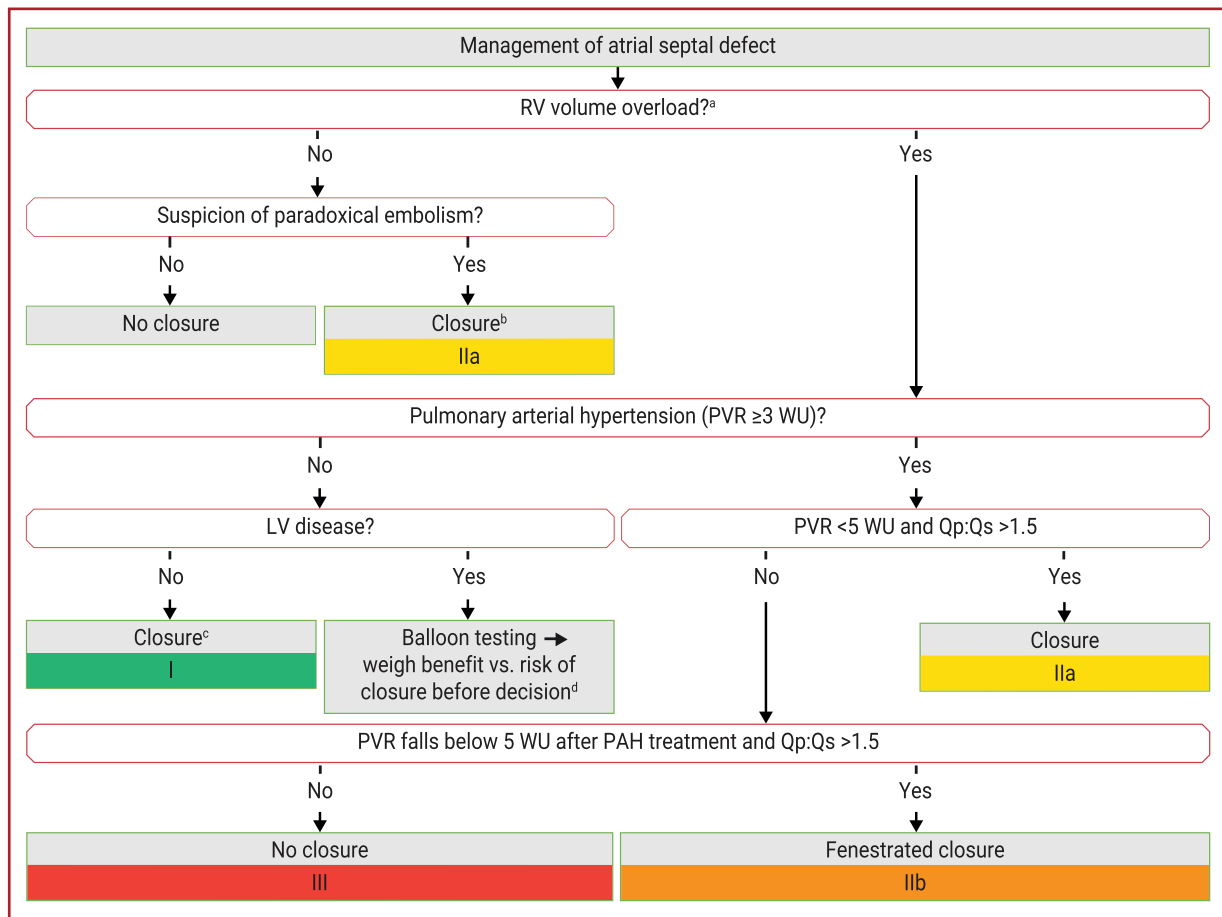 Management of atrial septal defect
RV volume overload?ᵃ
No
Yes
Suspicion of paradoxical embolism?
No
Yes
No closure
Closureᵇ
IIa
Pulmonary arterial hypertension (PVR ≥3 WU)?
No
Yes
LV disease?
PVR <5 WU and Qp:Qs >1.5
No
Yes
No
Yes
Closureᶜ
I
Balloon testing →
weigh benefit vs. risk of
closure before decisionᵈ
Closure
IIa
PVR falls below 5 WU after PAH treatment and Qp:Qs >1.5
No
Yes
No closure
III
Fenestrated closure
IIb